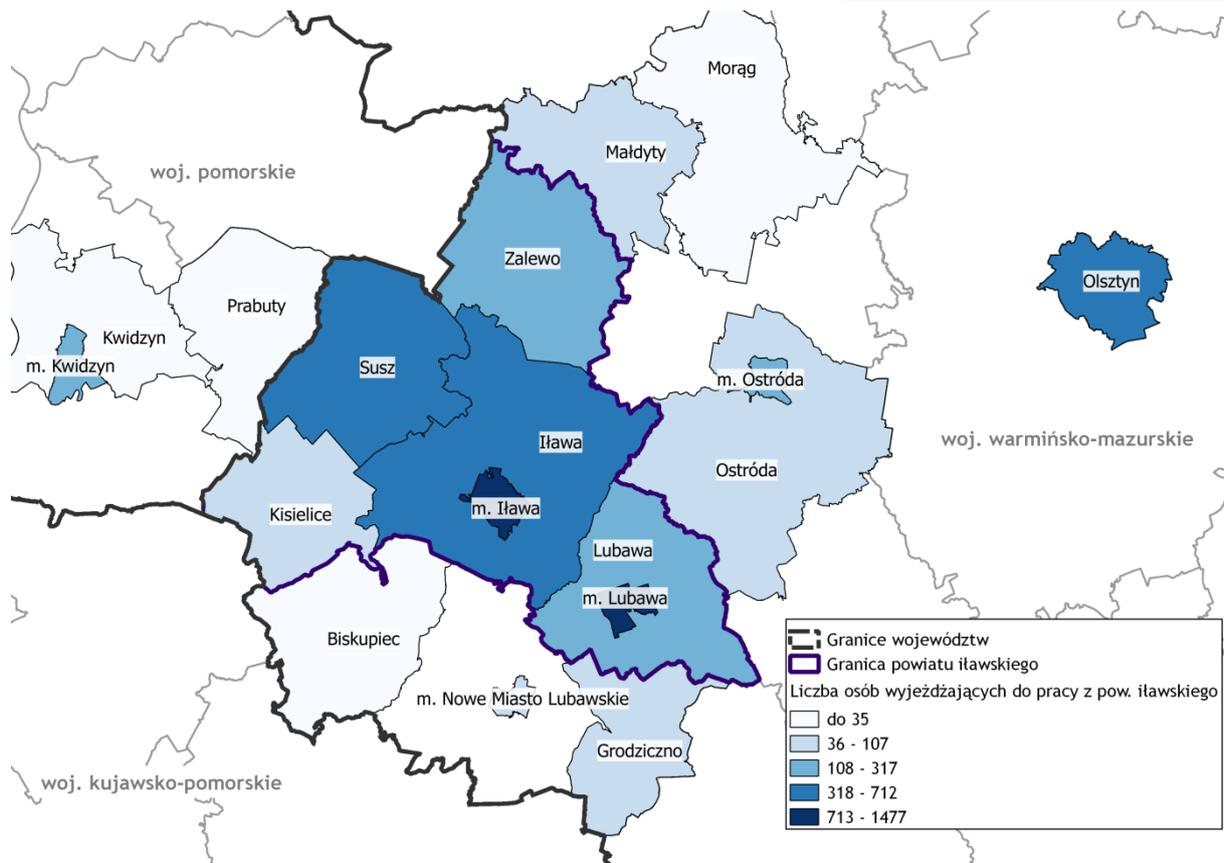 Morąg
Małdyty
woj. pomorskie
Zalewo
Olsztyn
Prabuty
Kwidzyn
m. Kwidzyn
Susz
m. Ostróda
Iława
woj. warmińsko-mazurskie
Ostróda
m. Iława
Kisielice
Lubawa
m. Lubawa
Biskupiec
m. Nowe Miasto Lubawskie
Grodziczno
woj. kujawsko-pomorskie
Granice województw
Granica powiatu iławskiego
Liczba osób wyjeżdżających do pracy z pow. iławskiego
do 35
36 - 107
108 - 317
318 - 712
713 - 1477